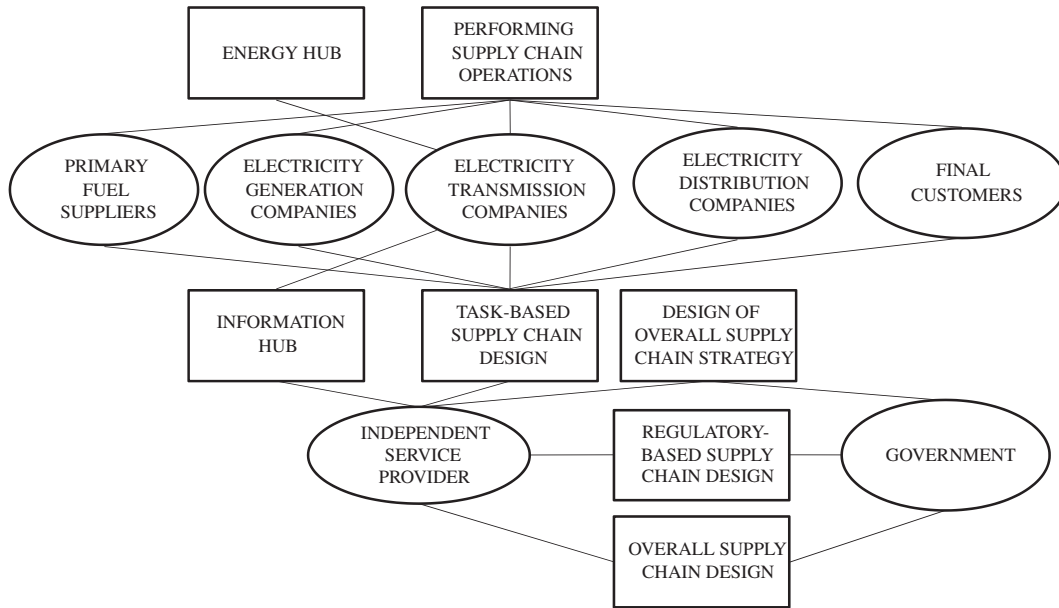 ENERGY HUB
PERFORMING
SUPPLY CHAIN
OPERATIONS
PRIMARY
FUEL
SUPPLIERS
ELECTRICITY
GENERATION
COMPANIES
ELECTRICITY
TRANSMISSION
COMPANIES
ELECTRICITY
DISTRIBUTION
COMPANIES
FINAL
CUSTOMERS
INFORMATION
HUB
TASK-BASED
SUPPLY CHAIN
DESIGN
DESIGN OF
OVERALL SUPPLY
CHAIN STRATEGY
INDEPENDENT
SERVICE
PROVIDER
REGULATORY-
BASED SUPPLY
CHAIN DESIGN
GOVERNMENT
OVERALL SUPPLY
CHAIN DESIGN